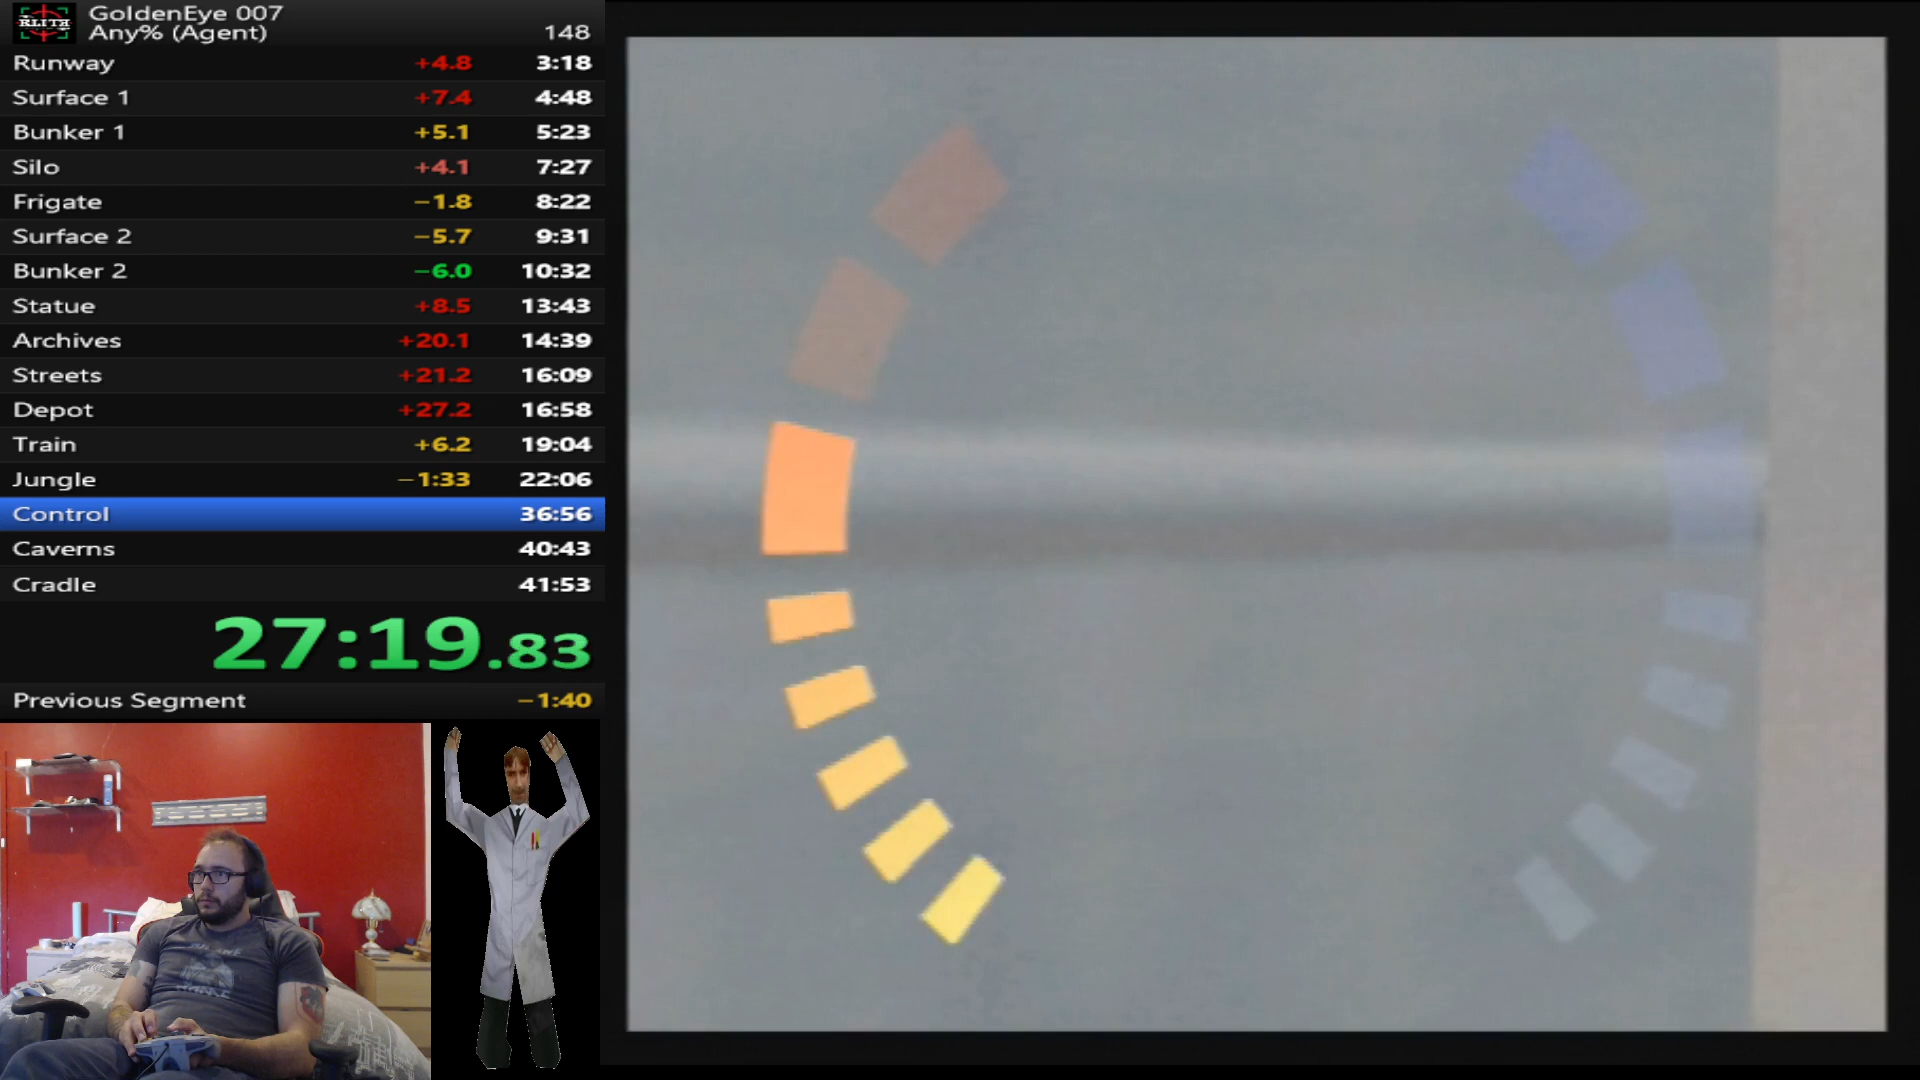 GoldenEye 007
Any% (Agent) 148
Runway +4.8 3:18
Surface 1 +7.4 4:48
Bunker 1 +5.1 5:23
Silo +4.1 7:27
Frigate −1.8 8:22
Surface 2 −5.7 9:31
Bunker 2 −6.0 10:32
Statue +8.5 13:43
Archives +20.1 14:39
Streets +21.2 16:09
Depot +27.2 16:58
Train +6.2 19:04
Jungle −1:33 22:06
Control 36:56
Caverns 40:43
Cradle 41:53
27:19.83
Previous Segment −1:40